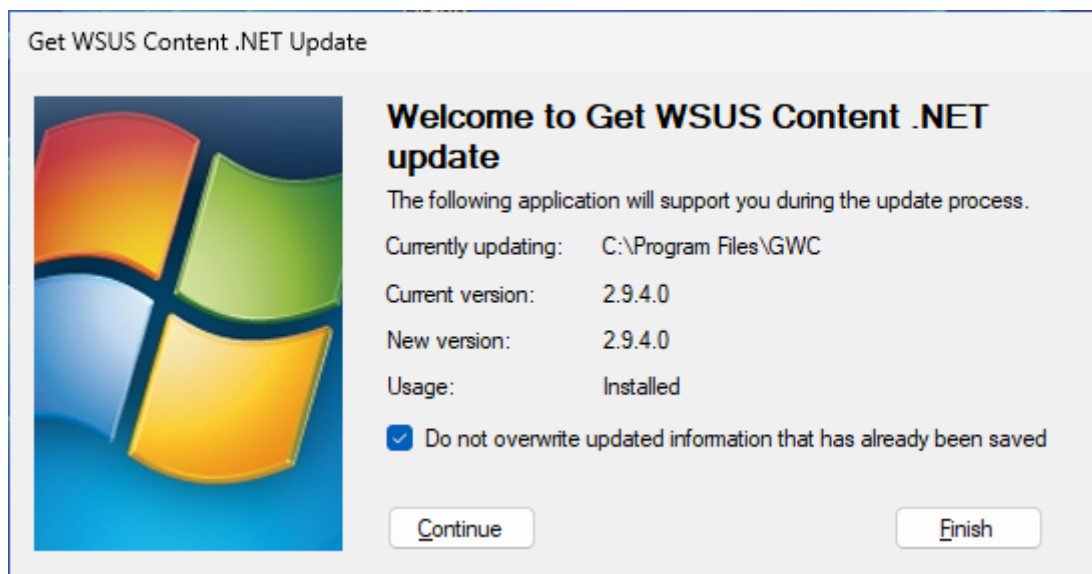 Get WSUS Content .NET Update
Welcome to Get WSUS Content .NET
update
The following application will support you during the update process.
Currently updating: C:\Program Files\GWC
Current version: 2.9.4.0
New version: 2.9.4.0
Usage: Installed
Do not overwrite updated information that has already been saved
Continue Finish